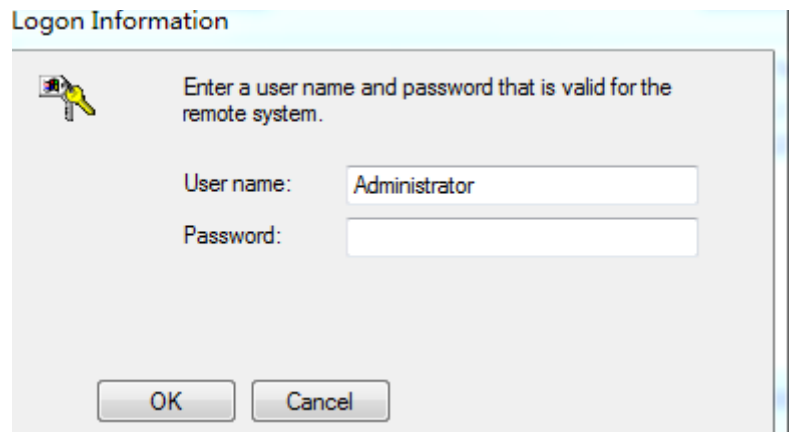 Logon Information
Enter a user name and password that is valid for the
remote system.
User name: Administrator
Password:
OK Cancel